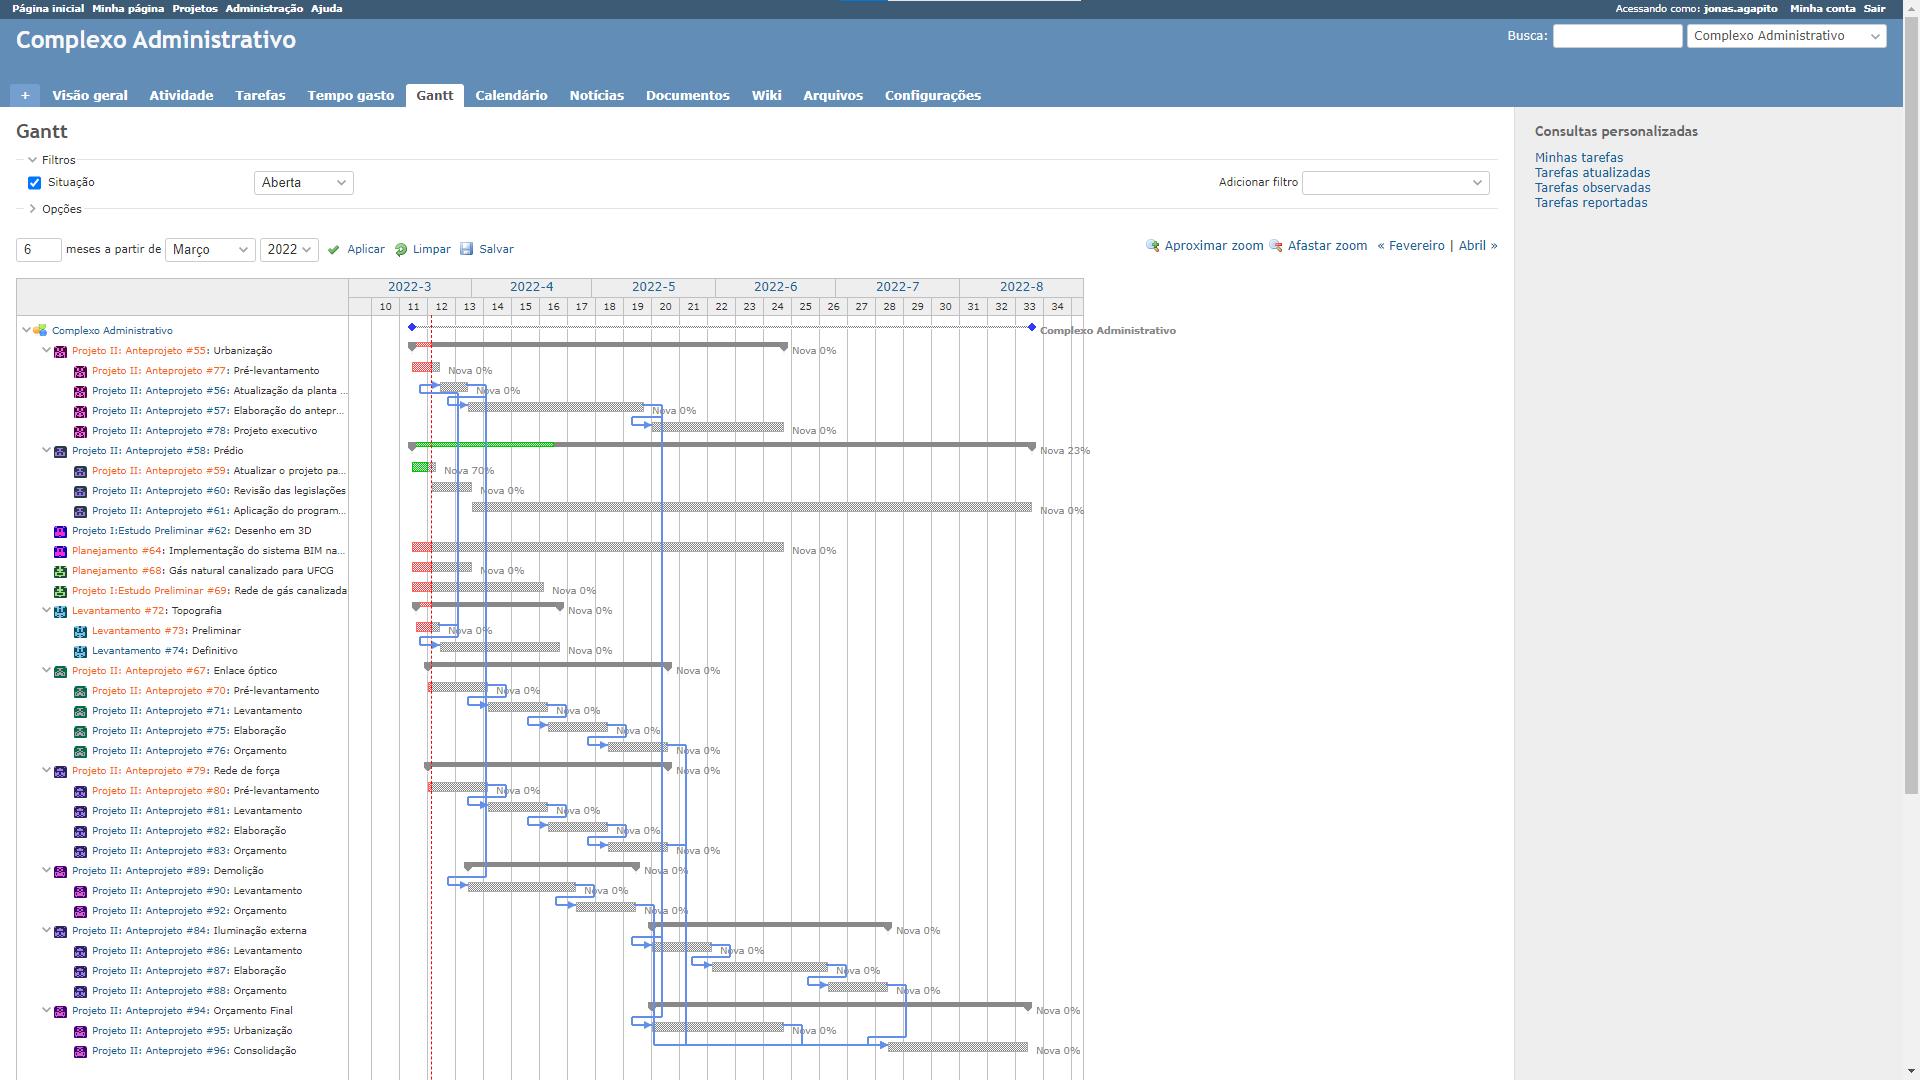 Página inicial Minha página Projetos Administração Ajuda
Acessando como: jonas.agapito Minha conta Sair
Complexo Administrativo
Busca: Complexo Administrativo
+ Visão geral Atividade Tarefas Tempo gasto Gantt Calendário Notícias Documentos Wiki Arquivos Configurações
Gantt
Filtros
Situação Aberta Adicionar filtro
Opções
6 meses a partir de Março 2022 Aplicar Limpar Salvar
Aproximar zoom Afastar zoom « Fevereiro | Abril »
Consultas personalizadas
Minhas tarefas
Tarefas atualizadas
Tarefas observadas
Tarefas reportadas
2022-3 2022-4 2022-5 2022-6 2022-7 2022-8
10 11 12 13 14 15 16 17 18 19 20 21 22 23 24 25 26 27 28 29 30 31 32 33 34
Complexo Administrativo Complexo Administrativo
Projeto II: Anteprojeto #55: Urbanização Nova 0%
Projeto II: Anteprojeto #77: Pré-levantamento Nova 0%
Projeto II: Anteprojeto #56: Atualização da planta ... Nova 0%
Projeto II: Anteprojeto #57: Elaboração do antepr... Nova 0%
Projeto II: Anteprojeto #78: Projeto executivo Nova 0%
Projeto II: Anteprojeto #58: Prédio Nova 23%
Projeto II: Anteprojeto #59: Atualizar o projeto pa... Nova 70%
Projeto II: Anteprojeto #60: Revisão das legislações Nova 0%
Projeto II: Anteprojeto #61: Aplicação do program... Nova 0%
Projeto I:Estudo Preliminar #62: Desenho em 3D
Planejamento #64: Implementação do sistema BIM na... Nova 0%
Planejamento #68: Gás natural canalizado para UFCG Nova 0%
Projeto I:Estudo Preliminar #69: Rede de gás canalizada Nova 0%
Levantamento #72: Topografia Nova 0%
Levantamento #73: Preliminar Nova 0%
Levantamento #74: Definitivo Nova 0%
Projeto II: Anteprojeto #67: Enlace óptico Nova 0%
Projeto II: Anteprojeto #70: Pré-levantamento Nova 0%
Projeto II: Anteprojeto #71: Levantamento Nova 0%
Projeto II: Anteprojeto #75: Elaboração Nova 0%
Projeto II: Anteprojeto #76: Orçamento Nova 0%
Projeto II: Anteprojeto #79: Rede de força Nova 0%
Projeto II: Anteprojeto #80: Pré-levantamento Nova 0%
Projeto II: Anteprojeto #81: Levantamento Nova 0%
Projeto II: Anteprojeto #82: Elaboração Nova 0%
Projeto II: Anteprojeto #83: Orçamento Nova 0%
Projeto II: Anteprojeto #89: Demolição Nova 0%
Projeto II: Anteprojeto #90: Levantamento Nova 0%
Projeto II: Anteprojeto #92: Orçamento Nova 0%
Projeto II: Anteprojeto #84: Iluminação externa Nova 0%
Projeto II: Anteprojeto #86: Levantamento Nova 0%
Projeto II: Anteprojeto #87: Elaboração Nova 0%
Projeto II: Anteprojeto #88: Orçamento Nova 0%
Projeto II: Anteprojeto #94: Orçamento Final Nova 0%
Projeto II: Anteprojeto #95: Urbanização Nova 0%
Projeto II: Anteprojeto #96: Consolidação Nova 0%